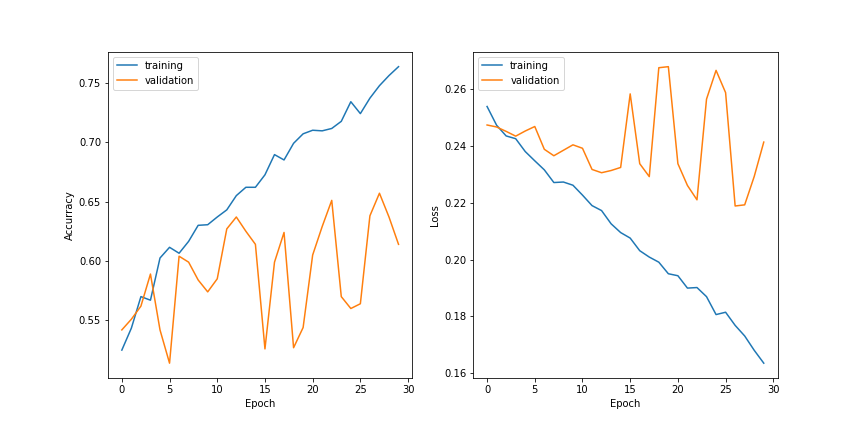 training
validation
0.75
0.70
0.65
0.60
0.55
Accurracy
0 5 10 15 20 25 30
Epoch
training
validation
0.26
0.24
0.22
0.20
0.18
0.16
Loss
0 5 10 15 20 25 30
Epoch